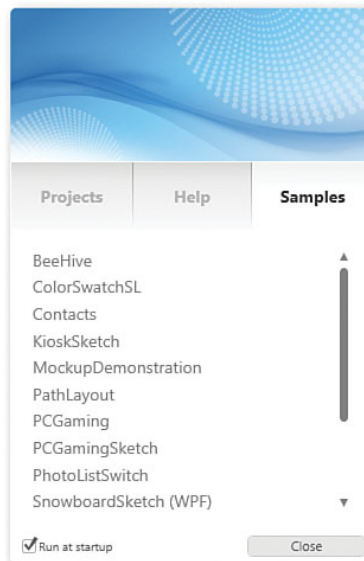 Projects Help Samples
BeeHive
ColorSwatchSL
Contacts
KioskSketch
MockupDemonstration
PathLayout
PCGaming
PCGamingSketch
PhotoListSwitch
SnowboardSketch (WPF)
Run at startup Close